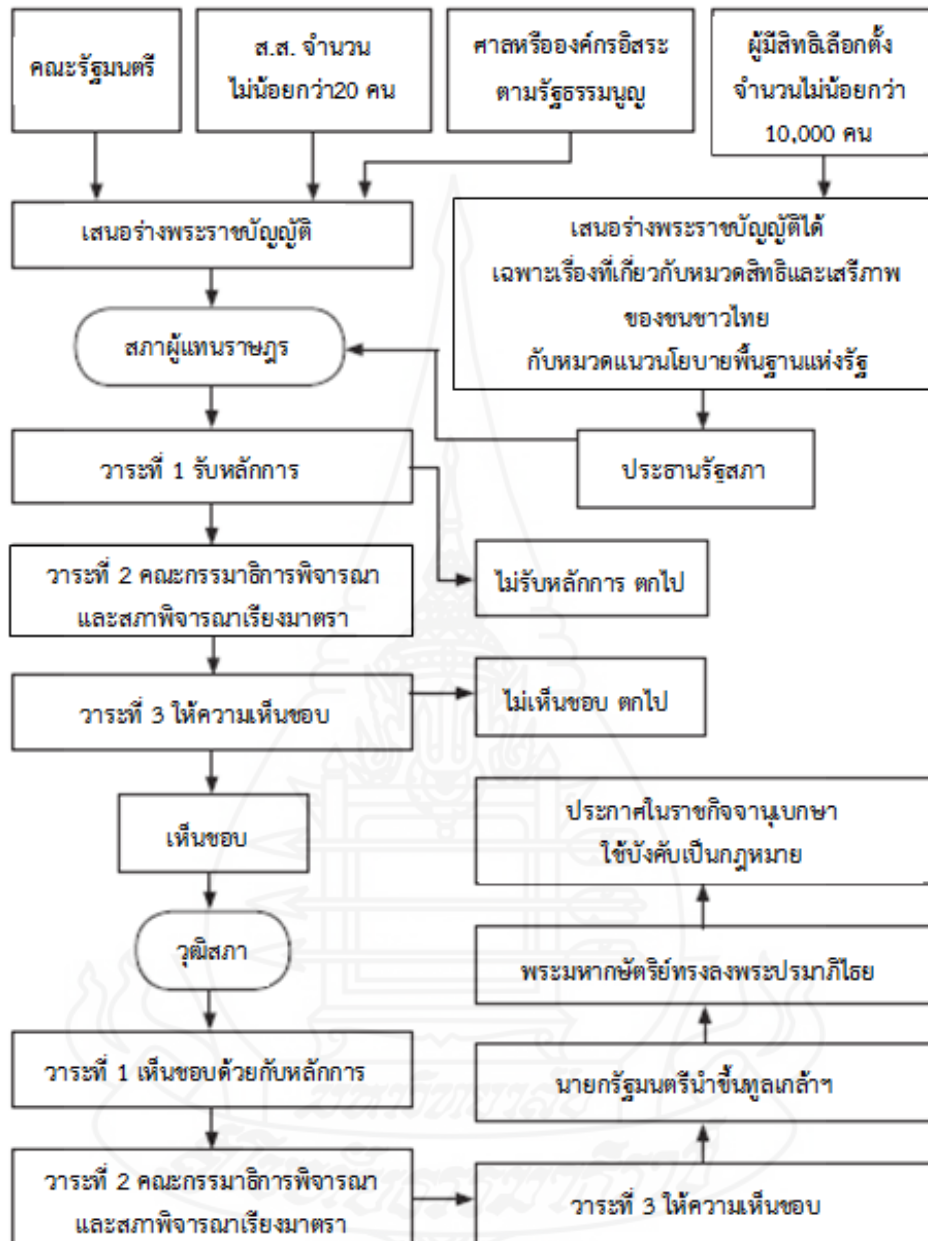 คณะรัฐมนตรี
ส.ส. จำนวน
ไม่น้อยกว่า20 คน
ศาลหรือองค์กรอิสระ
ตามรัฐธรรมนูญ
ผู้มีสิทธิเลือกตั้ง
จำนวนไม่น้อยกว่า
10,000 คน
เสนอร่างพระราชบัญญัติ
เสนอร่างพระราชบัญญัติได้
เฉพาะเรื่องที่เกี่ยวกับหมวดสิทธิและเสรีภาพ
ของชนชาวไทย
กับหมวดแนวนโยบายพื้นฐานแห่งรัฐ
สภาผู้แทนราษฎร
ประธานรัฐสภา
วาระที่ 1 รับหลักการ
ไม่รับหลักการ ตกไป
วาระที่ 2 คณะกรรมาธิการพิจารณา
และสภาพิจารณาเรียงมาตรา
วาระที่ 3 ให้ความเห็นชอบ
ไม่เห็นชอบ ตกไป
เห็นชอบ
วุฒิสภา
วาระที่ 1 เห็นชอบด้วยกับหลักการ
วาระที่ 2 คณะกรรมาธิการพิจารณา
และสภาพิจารณาเรียงมาตรา
วาระที่ 3 ให้ความเห็นชอบ
นายกรัฐมนตรีนำขึ้นทูลเกล้าฯ
พระมหากษัตริย์ทรงลงพระปรมาภิไธย
ประกาศในราชกิจจานุเบกษา
ใช้บังคับเป็นกฎหมาย
มหาวิทยาลัย
สุโขทัยธรรมาธิราช